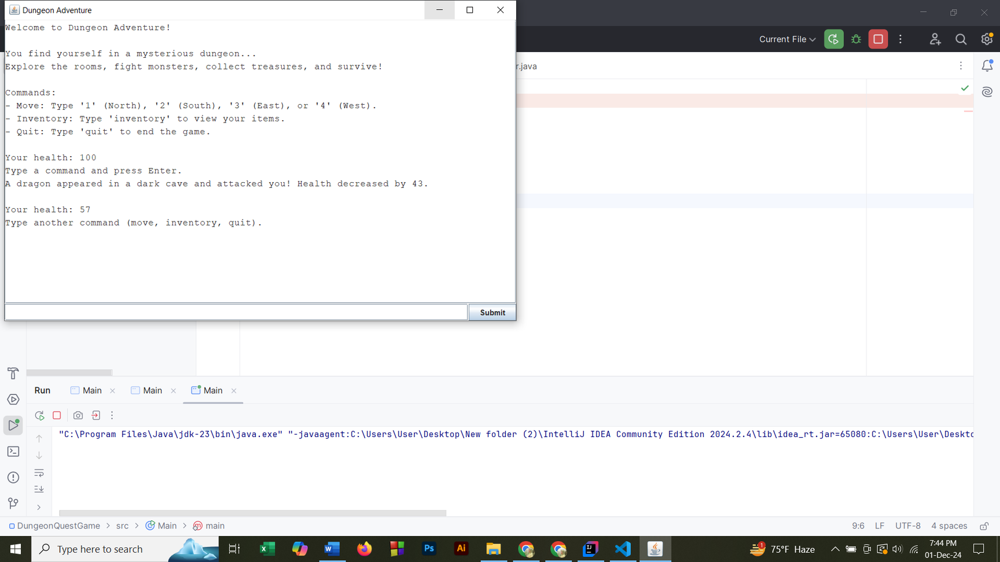 Dungeon Adventure
Welcome to Dungeon Adventure!
You find yourself in a mysterious dungeon...
Explore the rooms, fight monsters, collect treasures, and survive!
Commands:
- Move: Type '1' (North), '2' (South), '3' (East), or '4' (West).
- Inventory: Type 'inventory' to view your items.
- Quit: Type 'quit' to end the game.
Your health: 100
Type a command and press Enter.
A dragon appeared in a dark cave and attacked you! Health decreased by 43.
Your health: 57
Type another command (move, inventory, quit).
Submit
Current File
r.java
Run Main Main Main
"C:\Program Files\Java\jdk-23\bin\java.exe" "-javaagent:C:\Users\User\Desktop\New folder (2)\IntelliJ IDEA Community Edition 2024.2.4\lib\idea_rt.jar=65080:C:\Users\User\Deskto
DungeonQuestGame > src > Main > main
9:6 LF UTF-8 4 spaces
Type here to search
Ps
Ai
1
75°F Haze
7:44 PM
01-Dec-24